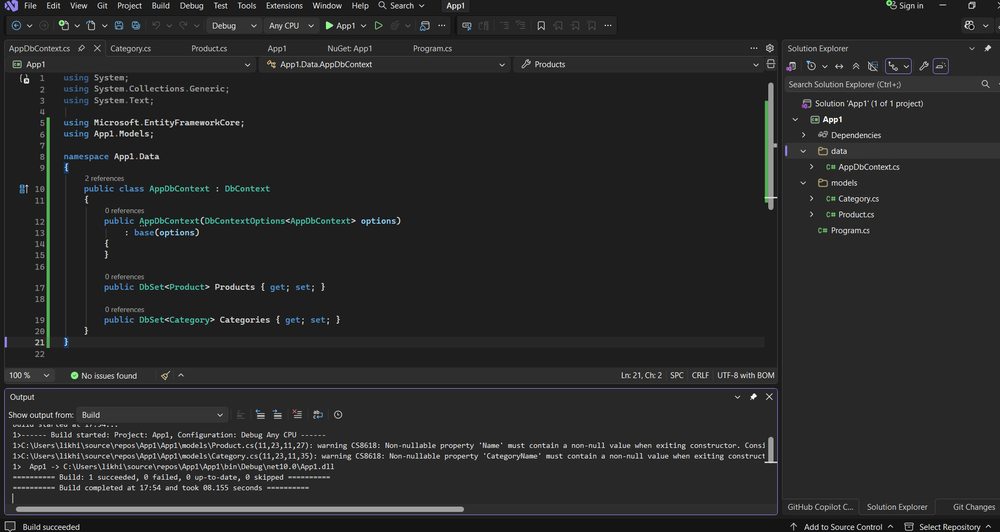 File Edit View Git Project Build Debug Test Tools Extensions Window Help Search App1 Sign in
Debug Any CPU App1
AppDbContext.cs Category.cs Product.cs App1 NuGet: App1 Program.cs
App1 App1.Data.AppDbContext Products
1 using System;
2 using System.Collections.Generic;
3 using System.Text;
4
5 using Microsoft.EntityFrameworkCore;
6 using App1.Models;
7
8 namespace App1.Data
9 {
2 references
10 public class AppDbContext : DbContext
11 {
0 references
12 public AppDbContext(DbContextOptions<AppDbContext> options)
13 : base(options)
14 {
15 }
16
0 references
17 public DbSet<Product> Products { get; set; }
18
0 references
19 public DbSet<Category> Categories { get; set; }
20 }
21 }
22
100 % No issues found Ln: 21, Ch: 2 SPC CRLF UTF-8 with BOM
Output
Show output from: Build
Build started at 17:54...
1>------ Build started: Project: App1, Configuration: Debug Any CPU ------
1>C:\Users\likhi\source\repos\App1\App1\models\Product.cs(11,23,11,27): warning CS8618: Non-nullable property 'Name' must contain a non-null value when exiting constructor. Consi
1>C:\Users\likhi\source\repos\App1\App1\models\Category.cs(11,23,11,35): warning CS8618: Non-nullable property 'CategoryName' must contain a non-null value when exiting construct
1>  App1 -> C:\Users\likhi\source\repos\App1\App1\bin\Debug\net10.0\App1.dll
========== Build: 1 succeeded, 0 failed, 0 up-to-date, 0 skipped ==========
========== Build completed at 17:54 and took 08.155 seconds ==========
Build succeeded
Solution Explorer
Search Solution Explorer (Ctrl+;)
Solution 'App1' (1 of 1 project)
App1
Dependencies
data
C# AppDbContext.cs
models
C# Category.cs
C# Product.cs
C# Program.cs
GitHub Copilot C... Solution Explorer Git Changes
Add to Source Control Select Repository